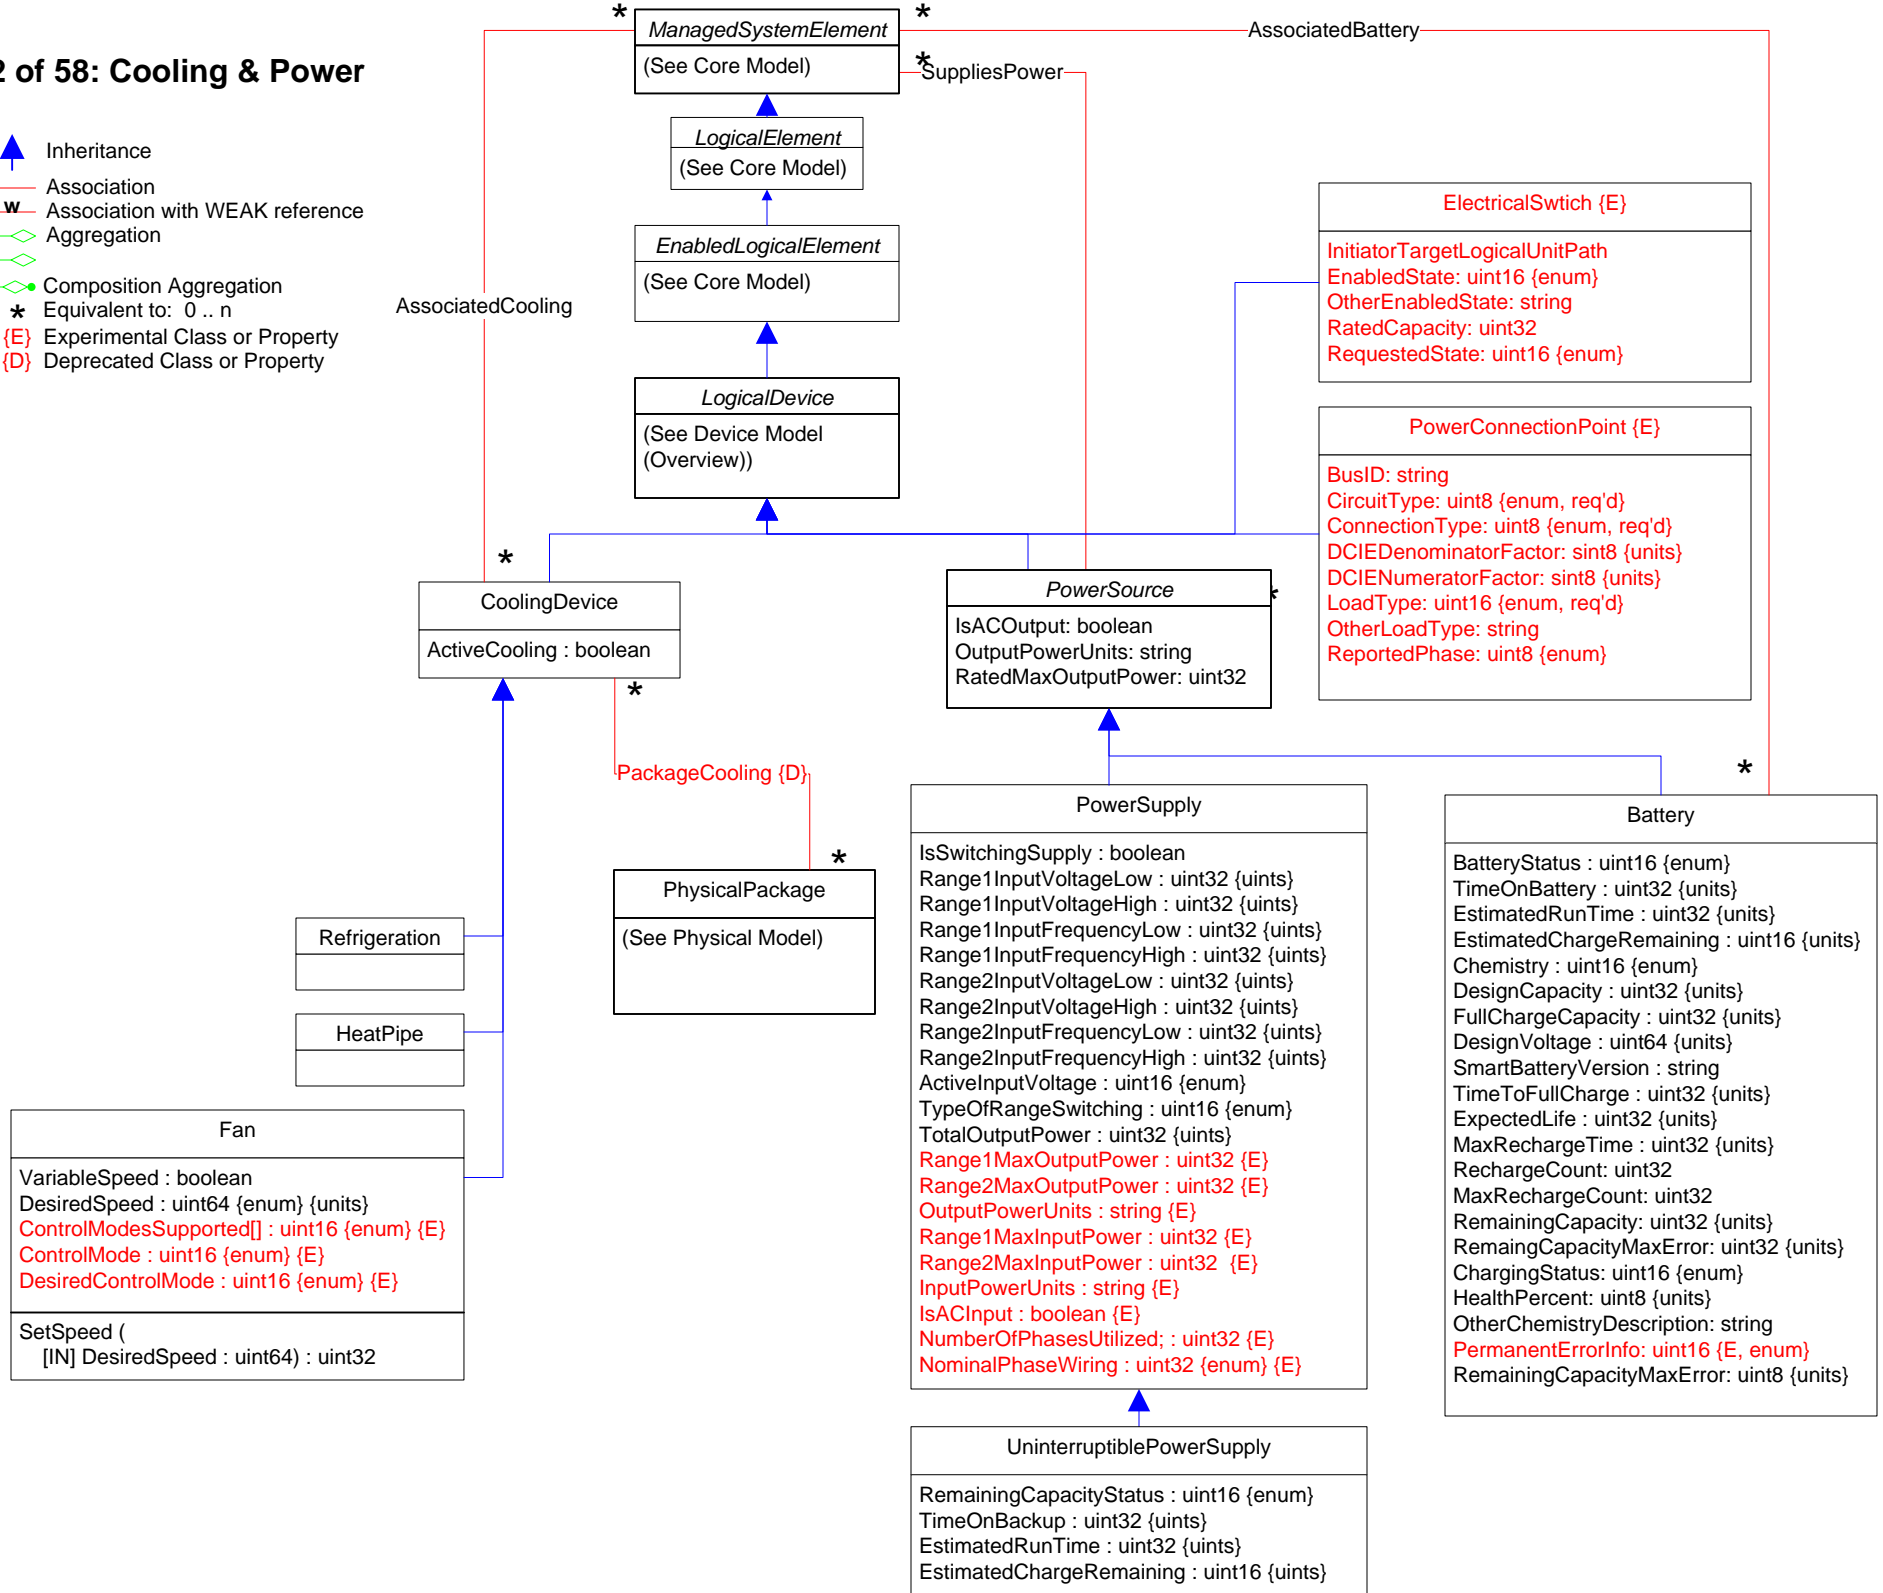 2 of 58: Cooling & Power
Inheritance
Association
w Association with WEAK reference
Aggregation
Composition Aggregation
* Equivalent to: 0 .. n
{E} Experimental Class or Property
{D} Deprecated Class or Property
*
ManagedSystemElement
(See Core Model)
*
AssociatedBattery
*
SuppliesPower
LogicalElement
(See Core Model)
EnabledLogicalElement
(See Core Model)
AssociatedCooling
LogicalDevice
(See Device Model
(Overview))
ElectricalSwtich {E}
InitiatorTargetLogicalUnitPath
EnabledState: uint16 {enum}
OtherEnabledState: string
RatedCapacity: uint32
RequestedState: uint16 {enum}
PowerConnectionPoint {E}
BusID: string
CircuitType: uint8 {enum, req'd}
ConnectionType: uint8 {enum, req'd}
DCIEDenominatorFactor: sint8 {units}
DCIENumeratorFactor: sint8 {units}
LoadType: uint16 {enum, req'd}
OtherLoadType: string
ReportedPhase: uint8 {enum}
*
CoolingDevice
ActiveCooling : boolean
*
PowerSource
*
IsACOutput: boolean
OutputPowerUnits: string
RatedMaxOutputPower: uint32
PackageCooling {D}
*
PhysicalPackage
(See Physical Model)
Refrigeration
HeatPipe
Fan
VariableSpeed : boolean
DesiredSpeed : uint64 {enum} {units}
ControlModesSupported[] : uint16 {enum} {E}
ControlMode : uint16 {enum} {E}
DesiredControlMode : uint16 {enum} {E}
SetSpeed (
[IN] DesiredSpeed : uint64) : uint32
PowerSupply
IsSwitchingSupply : boolean
Range1InputVoltageLow : uint32 {uints}
Range1InputVoltageHigh : uint32 {uints}
Range1InputFrequencyLow : uint32 {uints}
Range1InputFrequencyHigh : uint32 {uints}
Range2InputVoltageLow : uint32 {uints}
Range2InputVoltageHigh : uint32 {uints}
Range2InputFrequencyLow : uint32 {uints}
Range2InputFrequencyHigh : uint32 {uints}
ActiveInputVoltage : uint16 {enum}
TypeOfRangeSwitching : uint16 {enum}
TotalOutputPower : uint32 {uints}
Range1MaxOutputPower : uint32 {E}
Range2MaxOutputPower : uint32 {E}
OutputPowerUnits : string {E}
Range1MaxInputPower : uint32 {E}
Range2MaxInputPower : uint32 {E}
InputPowerUnits : string {E}
IsACInput : boolean {E}
NumberOfPhasesUtilized; : uint32 {E}
NominalPhaseWiring : uint32 {enum} {E}
*
Battery
BatteryStatus : uint16 {enum}
TimeOnBattery : uint32 {units}
EstimatedRunTime : uint32 {units}
EstimatedChargeRemaining : uint16 {units}
Chemistry : uint16 {enum}
DesignCapacity : uint32 {units}
FullChargeCapacity : uint32 {units}
DesignVoltage : uint64 {units}
SmartBatteryVersion : string
TimeToFullCharge : uint32 {units}
ExpectedLife : uint32 {units}
MaxRechargeTime : uint32 {units}
RechargeCount: uint32
MaxRechargeCount: uint32
RemainingCapacity: uint32 {units}
RemaingCapacityMaxError: uint32 {units}
ChargingStatus: uint16 {enum}
HealthPercent: uint8 {units}
OtherChemistryDescription: string
PermanentErrorInfo: uint16 {E, enum}
RemainingCapacityMaxError: uint8 {units}
UninterruptiblePowerSupply
RemainingCapacityStatus : uint16 {enum}
TimeOnBackup : uint32 {uints}
EstimatedRunTime : uint32 {uints}
EstimatedChargeRemaining : uint16 {uints}